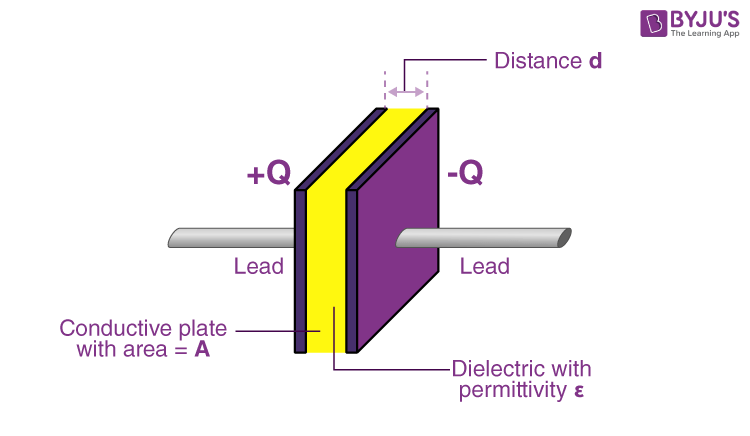 BYJU'S
The Learning App
Distance d
+Q
-Q
Lead
Lead
Conductive plate
with area = A
Dielectric with
permittivity ε